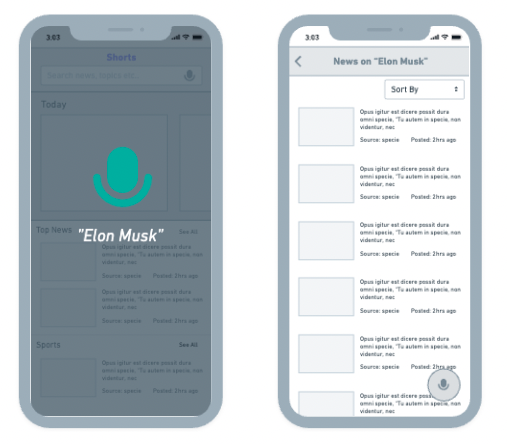 3:03
Shorts
Search news, topics etc.
Today
"Elon Musk"
Top News
See All
Opus igitur est dicere possit dura
omni specie, "Tu autem in specie, non
videntur, nec
Source: specie Posted: 2hrs ago
Opus igitur est dicere possit dura
omni specie, "Tu autem in specie, non
videntur, nec
Source: specie Posted: 2hrs ago
Sports
See All
Opus igitur est dicere possit dura
omni specie, "Tu autem in specie, non
videntur, nec
Source: specie Posted: 2hrs ago
3:03
News on "Elon Musk"
Sort By
Opus igitur est dicere possit dura
omni specie, "Tu autem in specie, non
videntur, nec
Source: specie Posted: 2hrs ago
Opus igitur est dicere possit dura
omni specie, "Tu autem in specie, non
videntur, nec
Source: specie Posted: 2hrs ago
Opus igitur est dicere possit dura
omni specie, "Tu autem in specie, non
videntur, nec
Source: specie Posted: 2hrs ago
Opus igitur est dicere possit dura
omni specie, "Tu autem in specie, non
videntur, nec
Source: specie Posted: 2hrs ago
Opus igitur est dicere possit dura
omni specie, "Tu autem in specie, non
videntur, nec
Source: specie Posted: 2hrs ago
Opus igitur est dicere
omni specie, "Tu autem in specie, non
videntur, nec